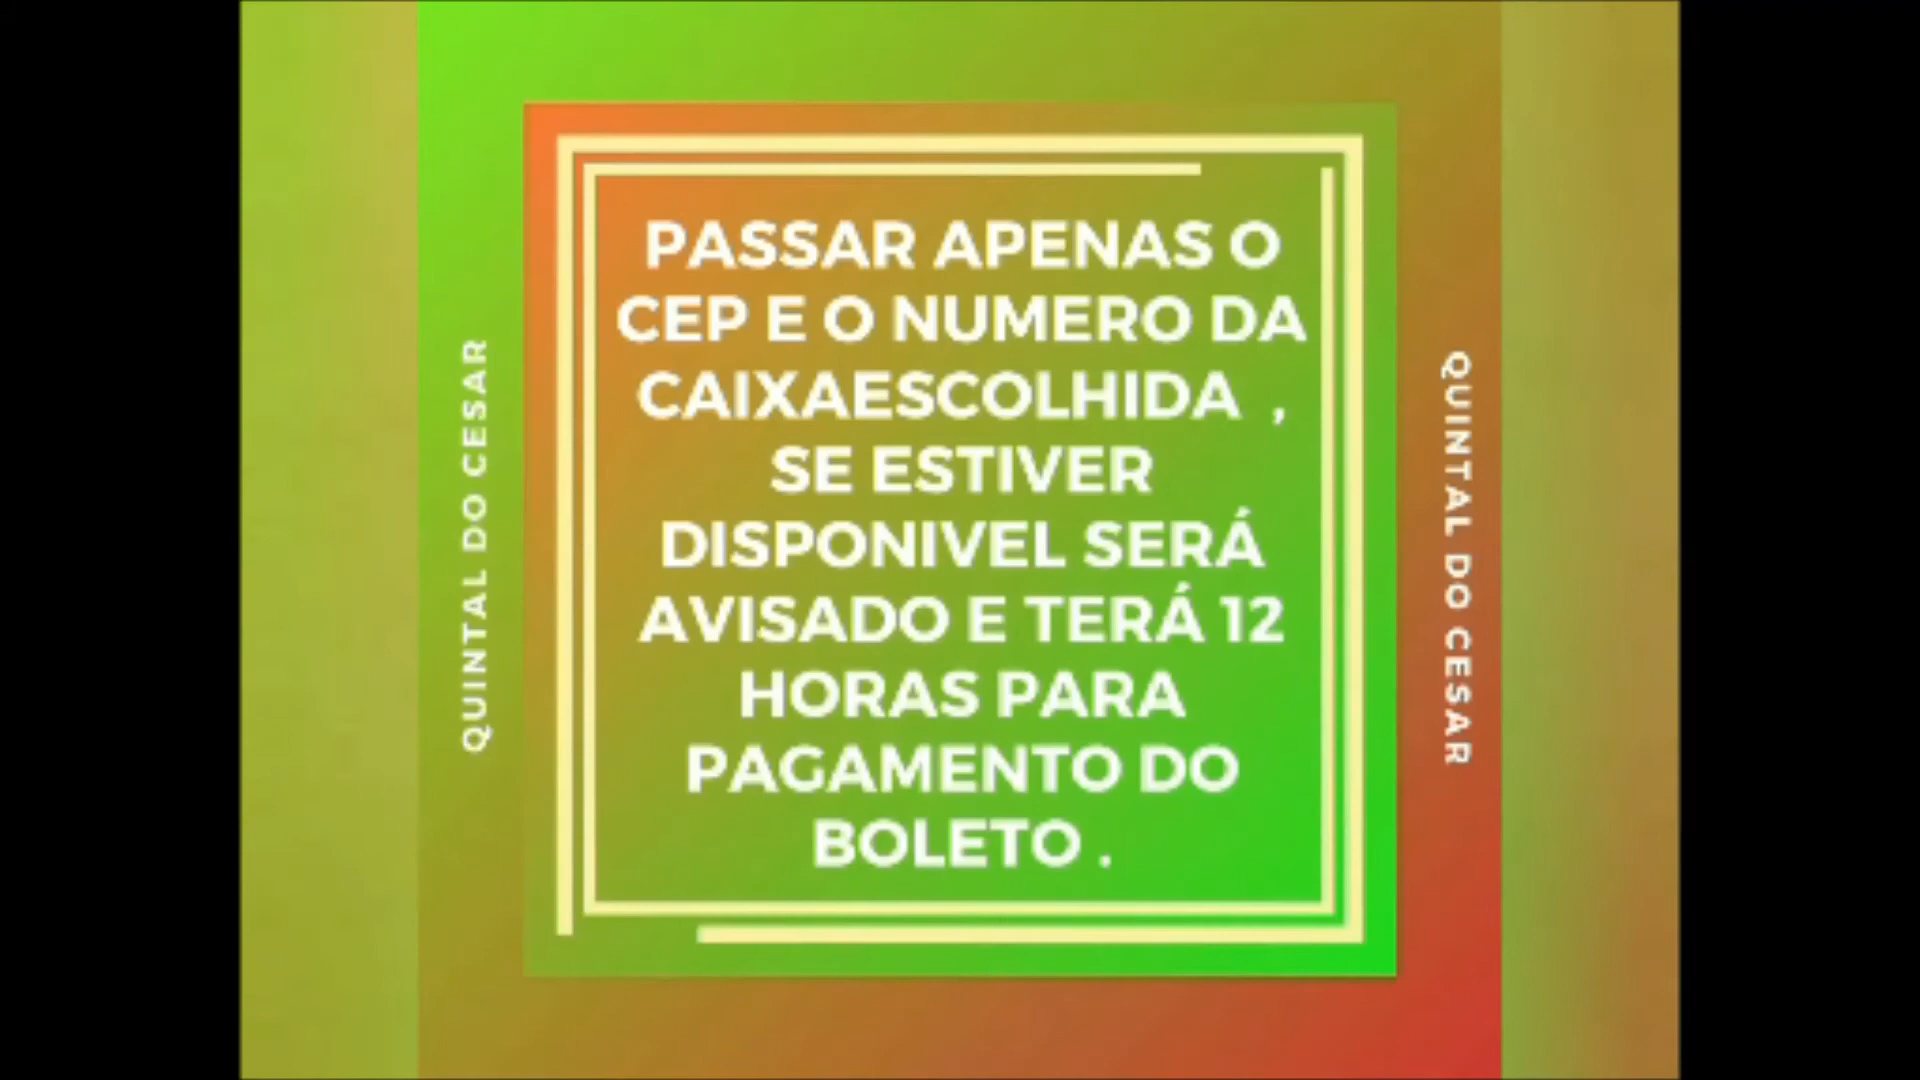 QUINTAL DO CESAR
PASSAR APENAS O
CEP E O NUMERO DA
CAIXAESCOLHIDA ,
SE ESTIVER
DISPONIVEL SERÁ
AVISADO E TERÁ 12
HORAS PARA
PAGAMENTO DO
BOLETO .
QUINTAL DO CESAR